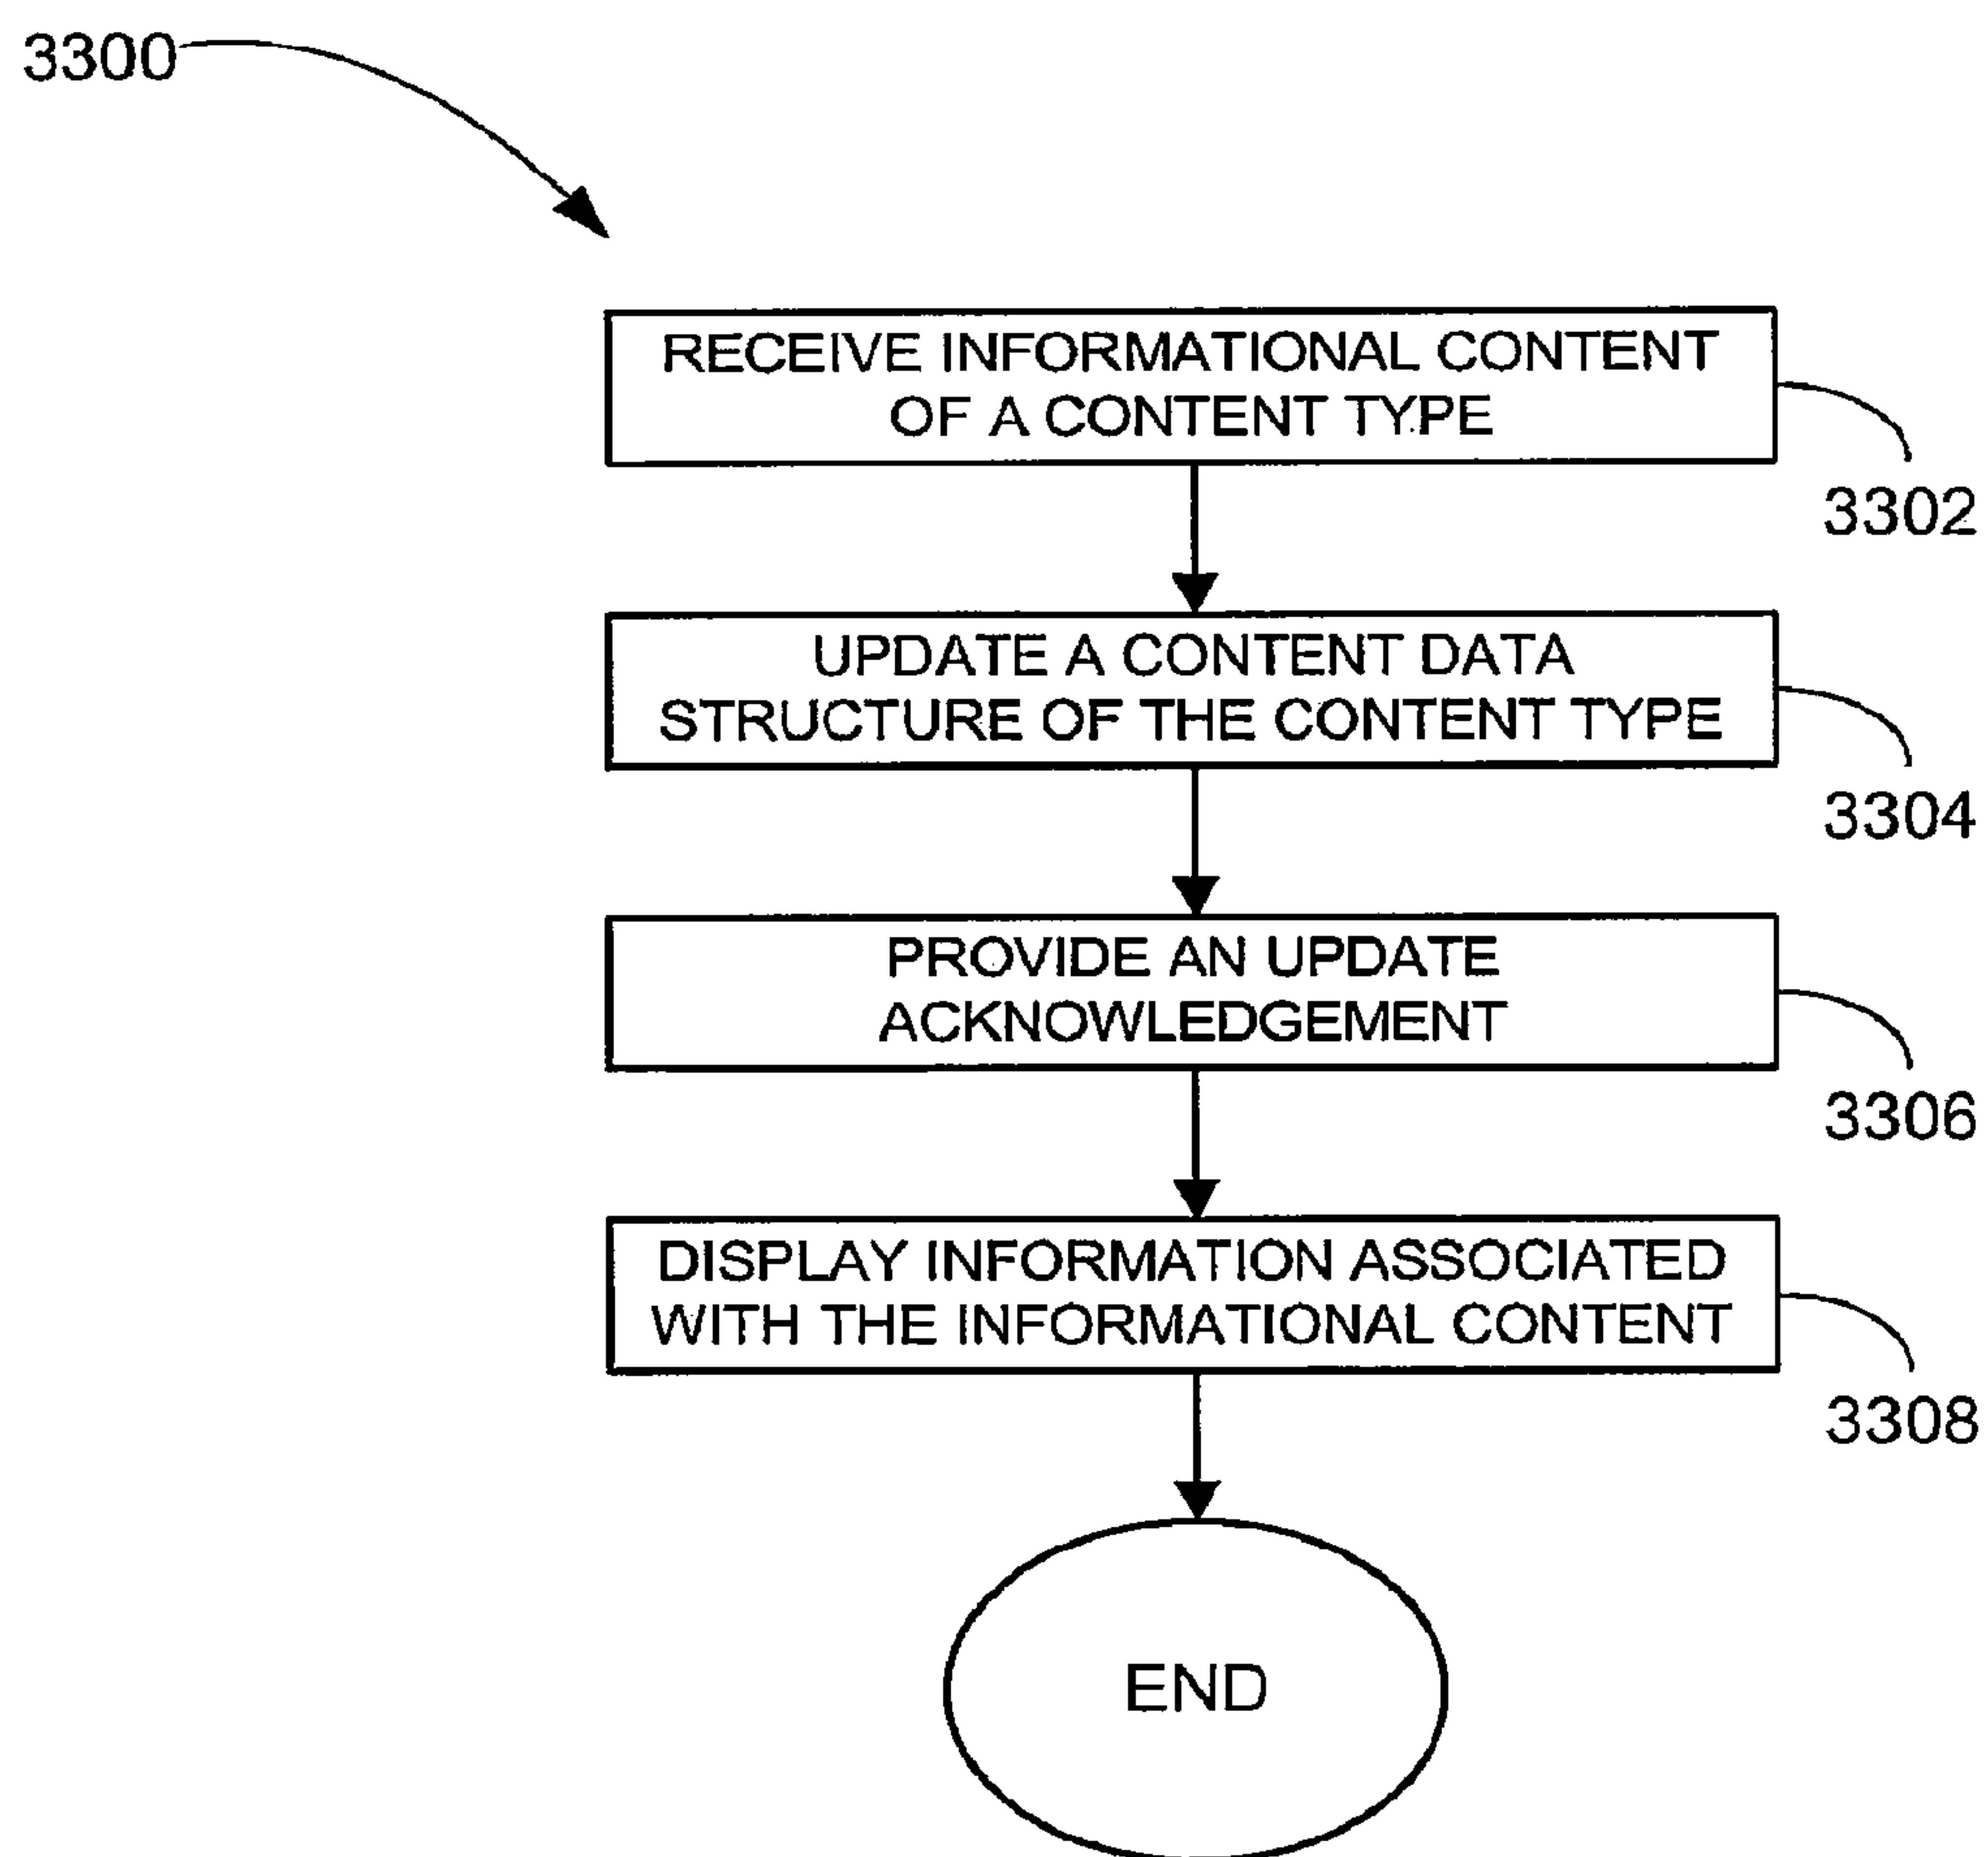 3300
RECEIVE INFORMATIONAL CONTENT
OF A CONTENT TYPE
3302
UPDATE A CONTENT DATA
STRUCTURE OF THE CONTENT TYPE
3304
PROVIDE AN UPDATE
ACKNOWLEDGEMENT
3306
DISPLAY INFORMATION ASSOCIATED
WITH THE INFORMATIONAL CONTENT
3308
END